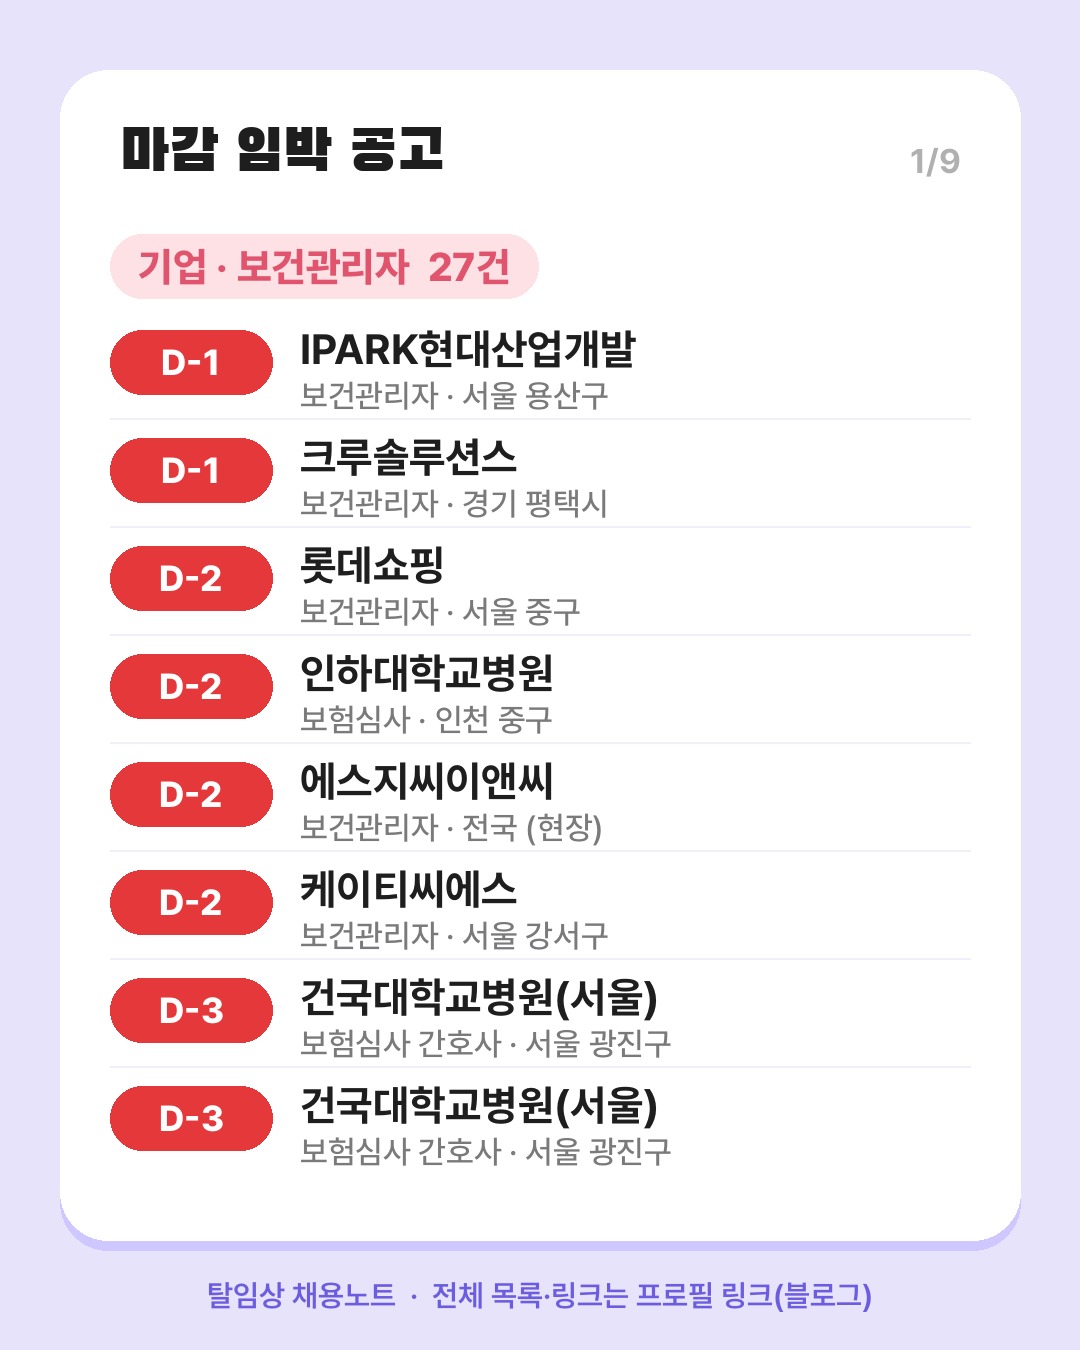 마감 임박 공고
1/9
기업 · 보건관리자 27건
D-1
IPARK현대산업개발
보건관리자 · 서울 용산구
D-1
크루솔루션스
보건관리자 · 경기 평택시
D-2
롯데쇼핑
보건관리자 · 서울 중구
D-2
인하대학교병원
보험심사 · 인천 중구
D-2
에스지씨이앤씨
보건관리자 · 전국 (현장)
D-2
케이티씨에스
보건관리자 · 서울 강서구
D-3
건국대학교병원(서울)
보험심사 간호사 · 서울 광진구
D-3
건국대학교병원(서울)
보험심사 간호사 · 서울 광진구
탈임상 채용노트 · 전체 목록·링크는 프로필 링크(블로그)